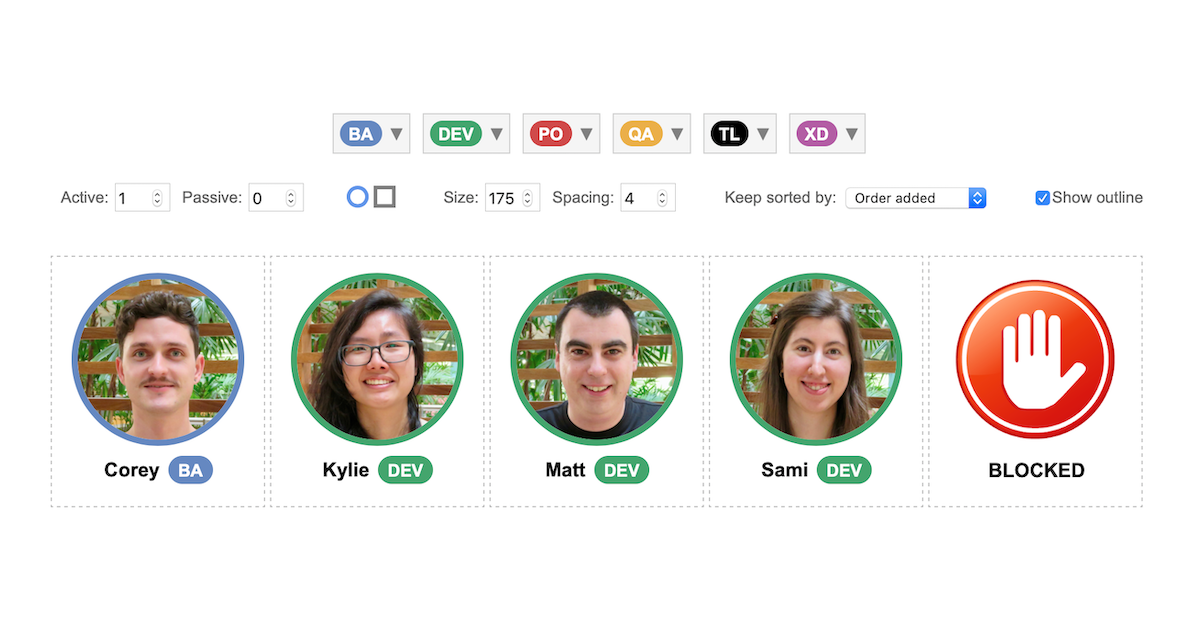 BA DEV PO QA TL XD
Active: 1 Passive: 0 Size: 175 Spacing: 4 Keep sorted by: Order added Show outline
Corey BA Kylie DEV Matt DEV Sami DEV BLOCKED